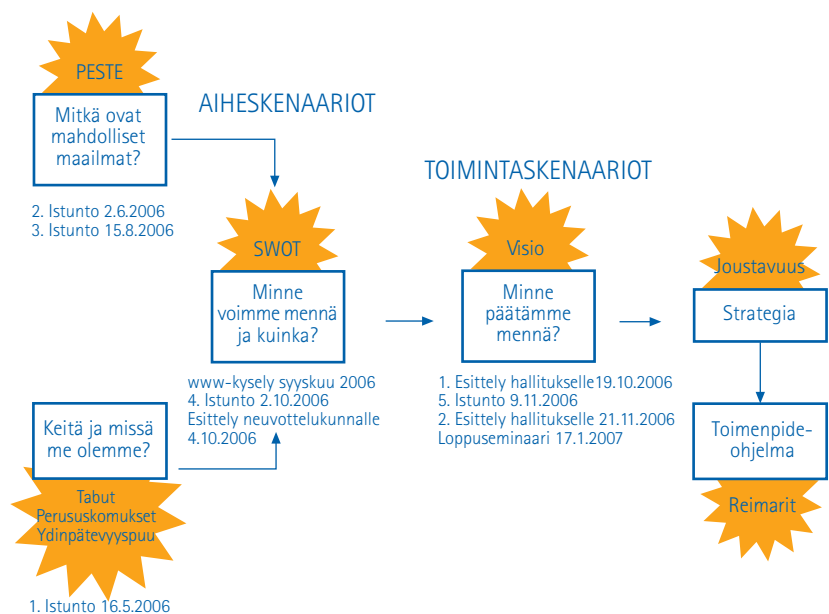 PESTE
Mitkä ovat
mahdolliset
maailmat?
2. Istunto 2.6.2006
3. Istunto 15.8.2006
AIHESKENAARIOT
SWOT
Minne
voimme mennä
ja kuinka?
www-kysely syyskuu 2006
4. Istunto 2.10.2006
Esittely neuvottelukunnalle
4.10.2006
Keitä ja missä
me olemme?
Tabut
Perususkomukset
Ydinpätevyyspuu
1. Istunto 16.5.2006
TOIMINTASKENAARIOT
Visio
Minne
päätämme
mennä?
1. Esittely hallitukselle19.10.2006
5. Istunto 9.11.2006
2. Esittely hallitukselle 21.11.2006
Loppuseminaari 17.1.2007
Joustavuus
Strategia
Toimenpide-
ohjelma
Reimarit